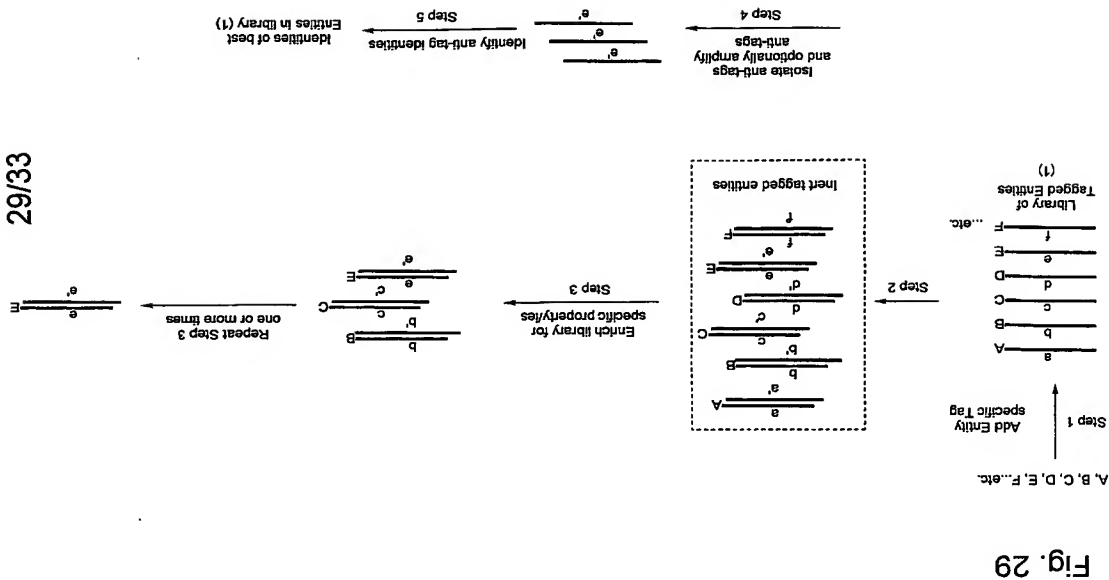 29/33
Fig. 29
A, B, C, D, E, F...etc.
Step 1
Add Entity
specific Tag
a
A
b
B
c
C
d
D
e
E
f
F
...etc.
Library of
Tagged Entities
(1)
Step 2
a
A
a'
b
B
b'
c
C
c'
d
D
d'
e
E
e'
f
F
f'
Inert tagged entities
Enrich library for
specific property/ies
Step 3
b
B
b'
c
C
c'
e
E
e'
Repeat Step 3
one or more times
e
E
e'
Isolate anti-tags
and optionally amplify
anti-tags
Step 4
e'
e'
e'
Identify anti-tag identities
Step 5
Identities of best
Entities in library (1)